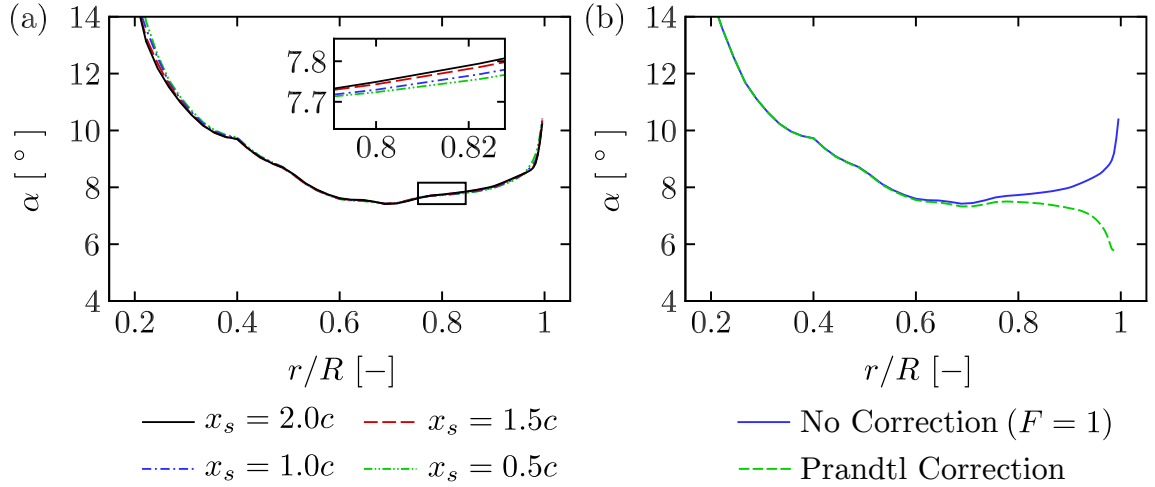 (a)
14
12
10
8
6
4
α [ ° ]
7.8
7.7
0.8 0.82
0.2 0.4 0.6 0.8 1
r/R [−]
x_s = 2.0c x_s = 1.5c
x_s = 1.0c x_s = 0.5c
(b)
14
12
10
8
6
4
α [ ° ]
0.2 0.4 0.6 0.8 1
r/R [−]
No Correction (F = 1)
Prandtl Correction